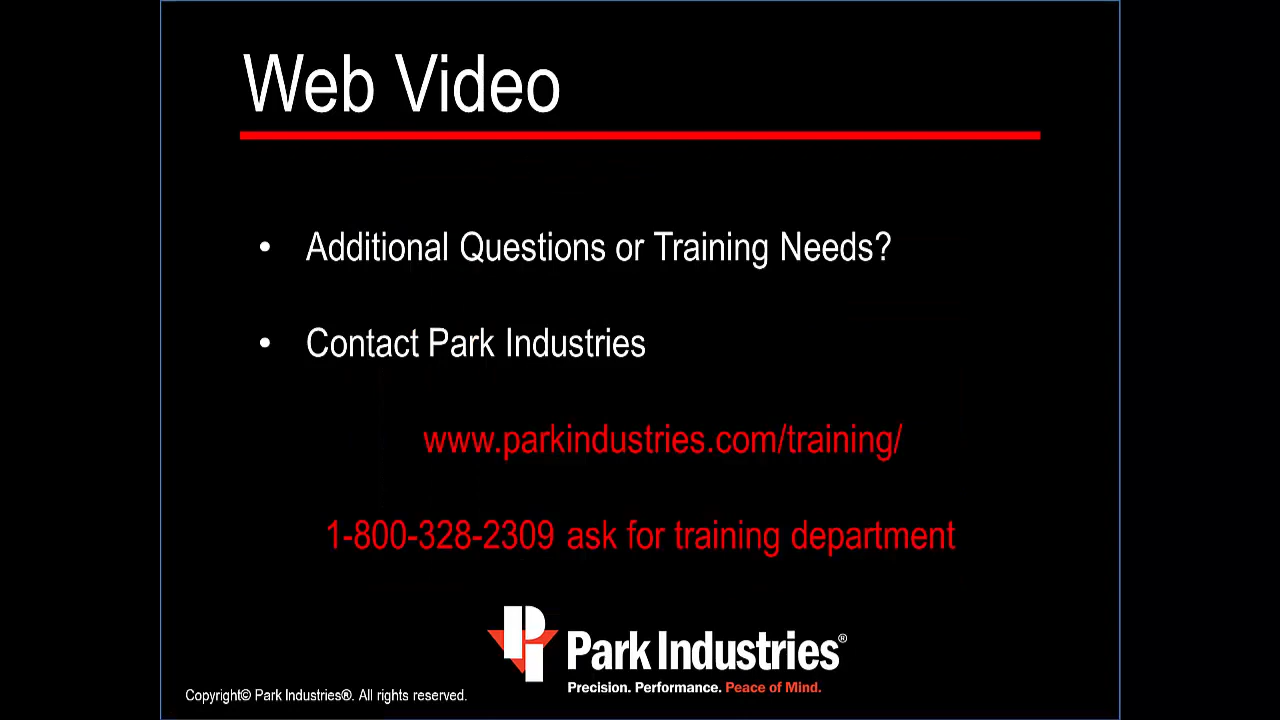 Web Video
• Additional Questions or Training Needs?
• Contact Park Industries
www.parkindustries.com/training/
1-800-328-2309 ask for training department
Park Industries®
Precision. Performance. Peace of Mind.
Copyright© Park Industries®. All rights reserved.